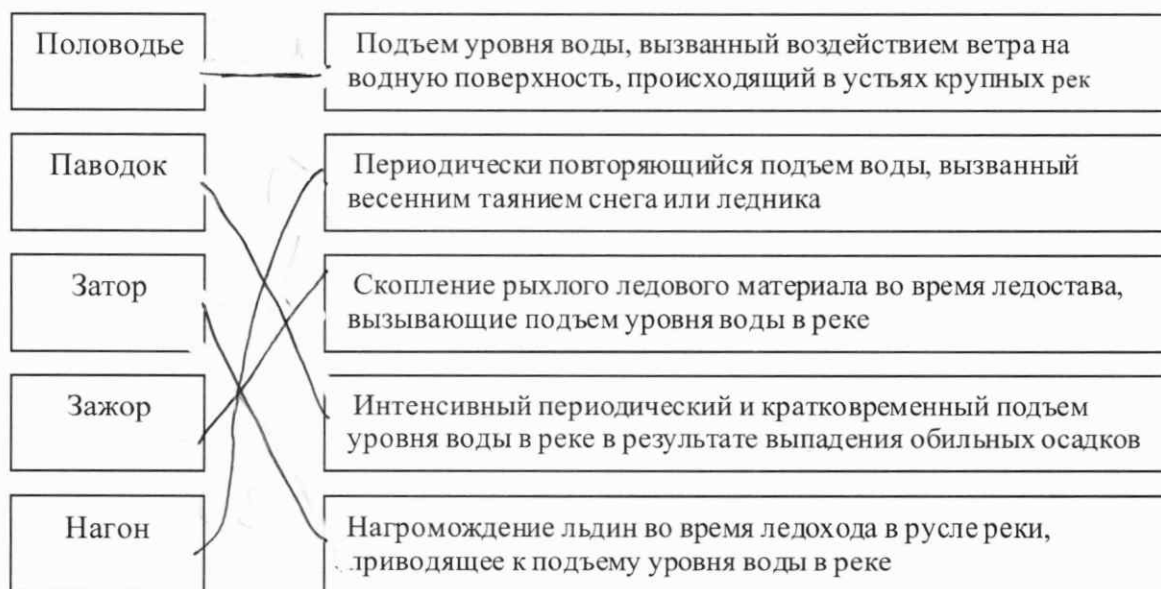 Половодье
Подъем уровня воды, вызванный воздействием ветра на
водную поверхность, происходящий в устьях крупных рек
Паводок
Периодически повторяющийся подъем воды, вызванный
весенним таянием снега или ледника
Затор
Скопление рыхлого ледового материала во время ледостава,
вызывающие подъем уровня воды в реке
Зажор
Интенсивный периодический и кратковременный подъем
уровня воды в реке в результате выпадения обильных осадков
Нагон
Нагромождение льдин во время ледохода в русле реки,
приводящее к подъему уровня воды в реке